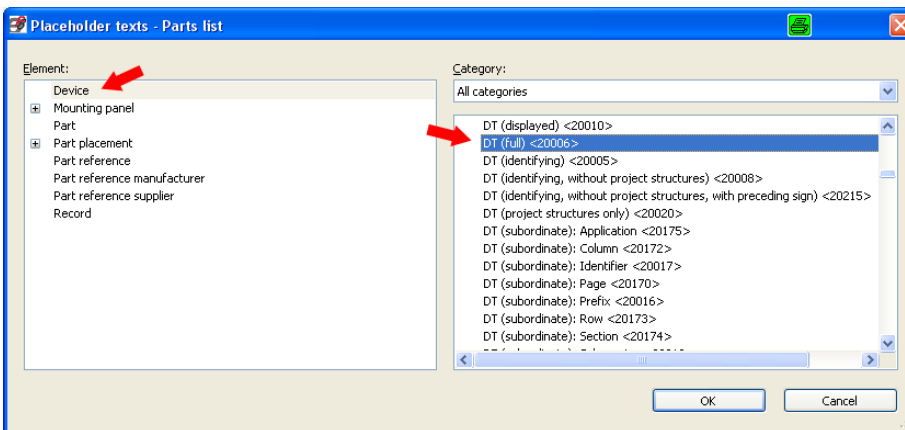 Placeholder texts - Parts list
Element:
Device
Mounting panel
Part
Part placement
Part reference
Part reference manufacturer
Part reference supplier
Record
Category:
All categories
DT (displayed) <20010>
DT (full) <20006>
DT (identifying) <20005>
DT (identifying, without project structures) <20008>
DT (identifying, without project structures, with preceding sign) <20215>
DT (project structures only) <20020>
DT (subordinate): Application <20175>
DT (subordinate): Column <20172>
DT (subordinate): Identifier <20017>
DT (subordinate): Page <20170>
DT (subordinate): Prefix <20016>
DT (subordinate): Row <20173>
DT (subordinate): Section <20174>
OK
Cancel